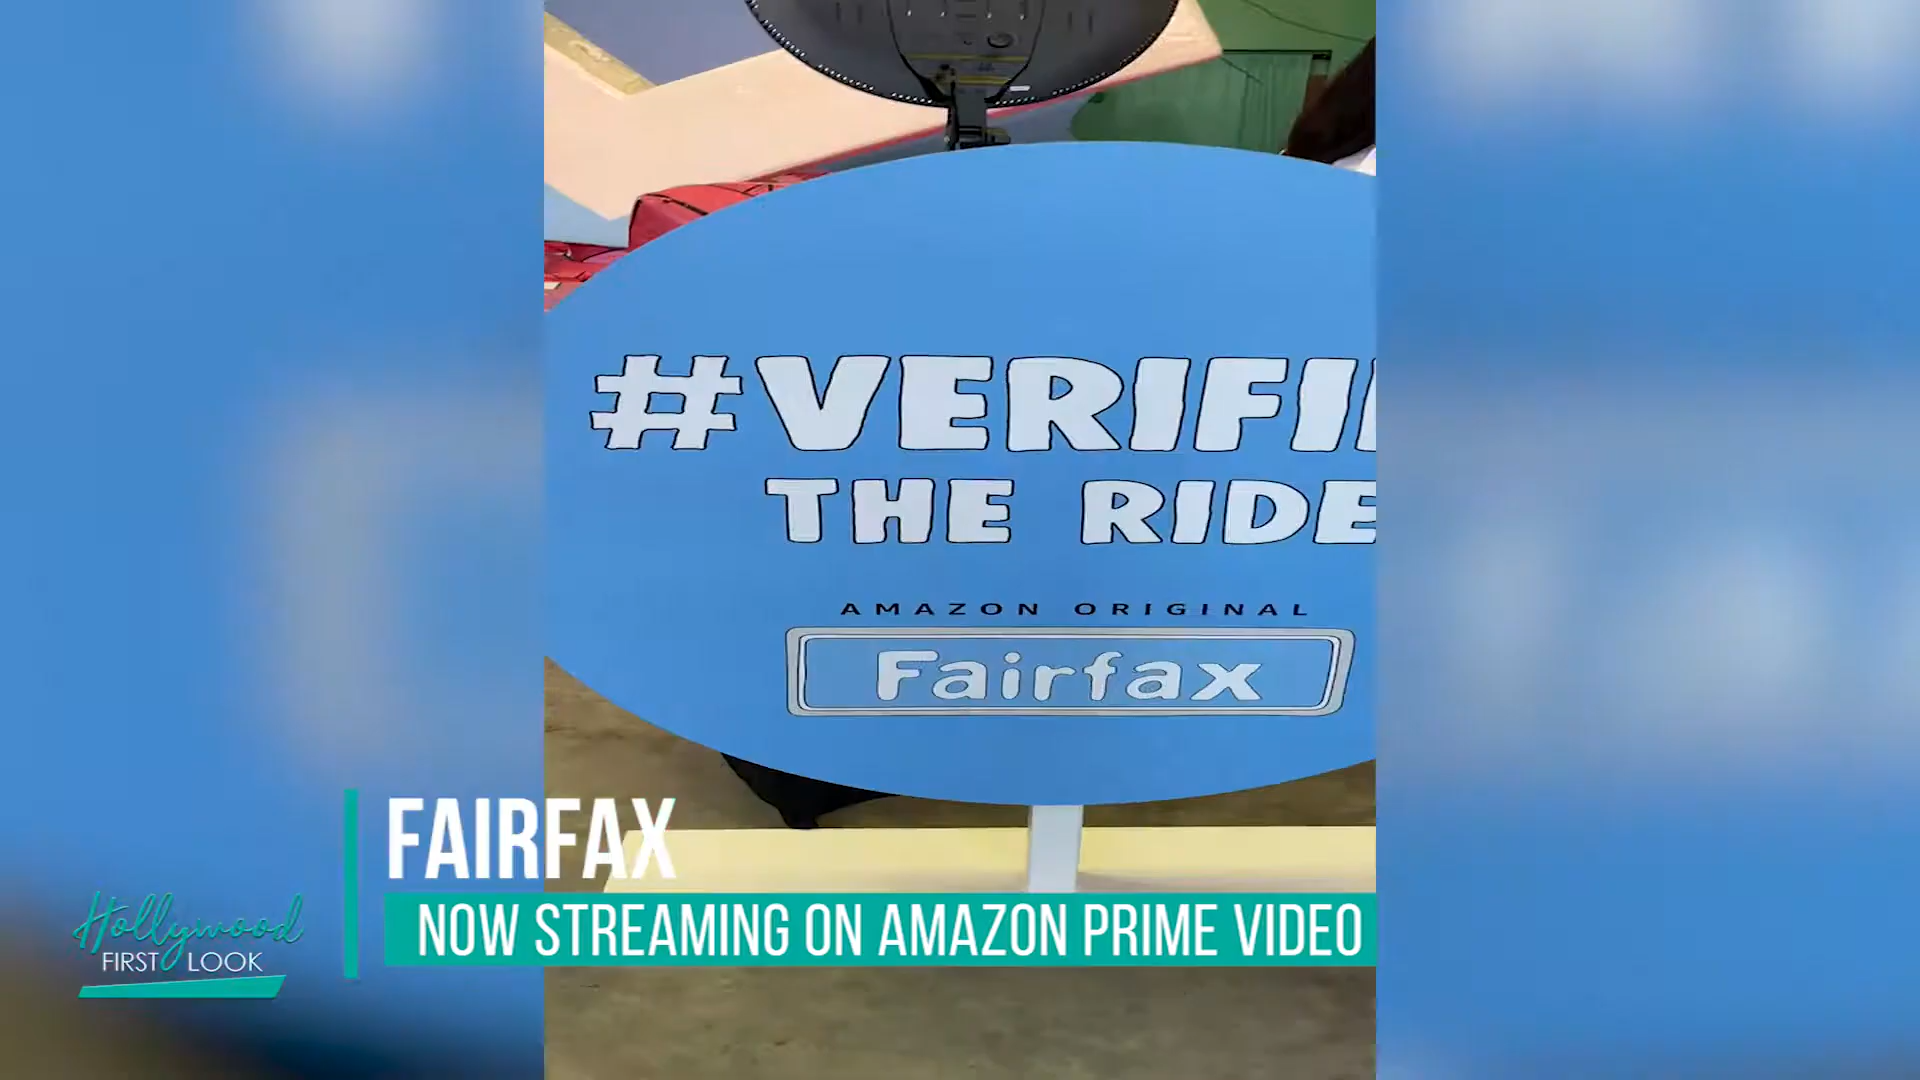 #VERIFI
THE RIDE
AMAZON ORIGINAL
Fairfax
FAIRFAX
NOW STREAMING ON AMAZON PRIME VIDEO
Hollywood
FIRST LOOK